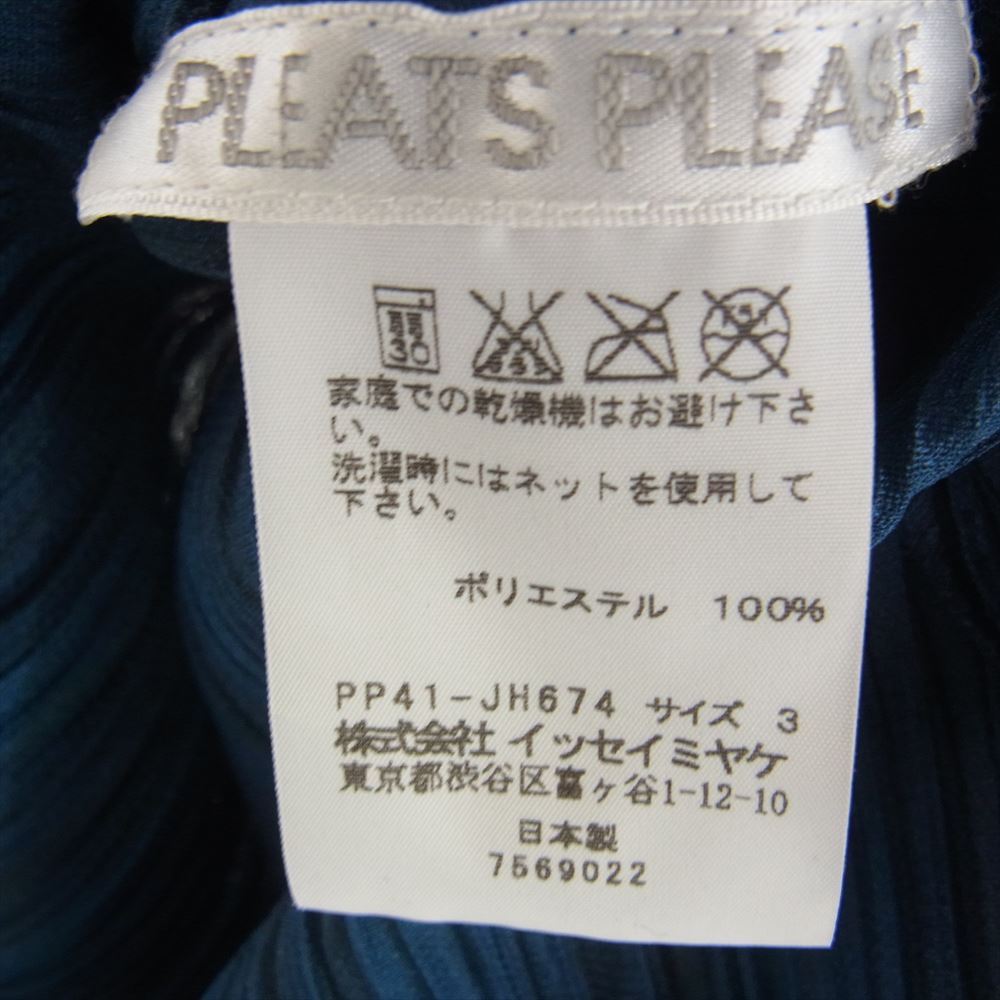 PLEATS PLEASE
家庭での乾燥機はお避け下さ
い。
洗濯時にはネットを使用して
下さい。
ポリエステル 100%
PP41-JH674 サイズ 3
株式会社 イッセイミヤケ
東京都渋谷区富ヶ谷1-12-10
日本製
7569022